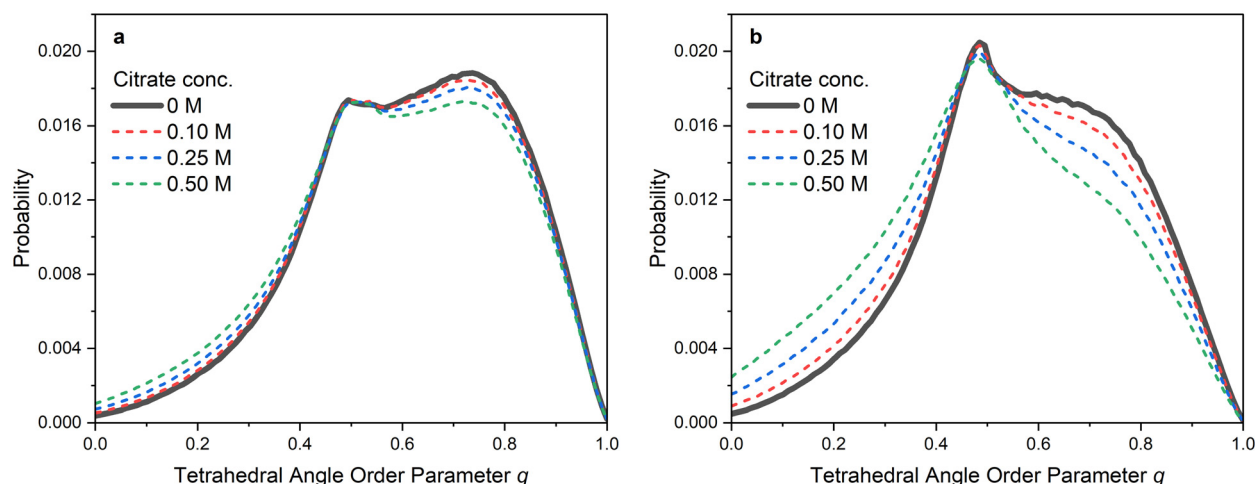 a
Citrate conc.
0 M
0.10 M
0.25 M
0.50 M
0.020
0.016
0.012
0.008
0.004
0.000
Probability
0.0 0.2 0.4 0.6 0.8 1.0
Tetrahedral Angle Order Parameter q
b
Citrate conc.
0 M
0.10 M
0.25 M
0.50 M
0.020
0.016
0.012
0.008
0.004
0.000
Probability
0.0 0.2 0.4 0.6 0.8 1.0
Tetrahedral Angle Order Parameter q